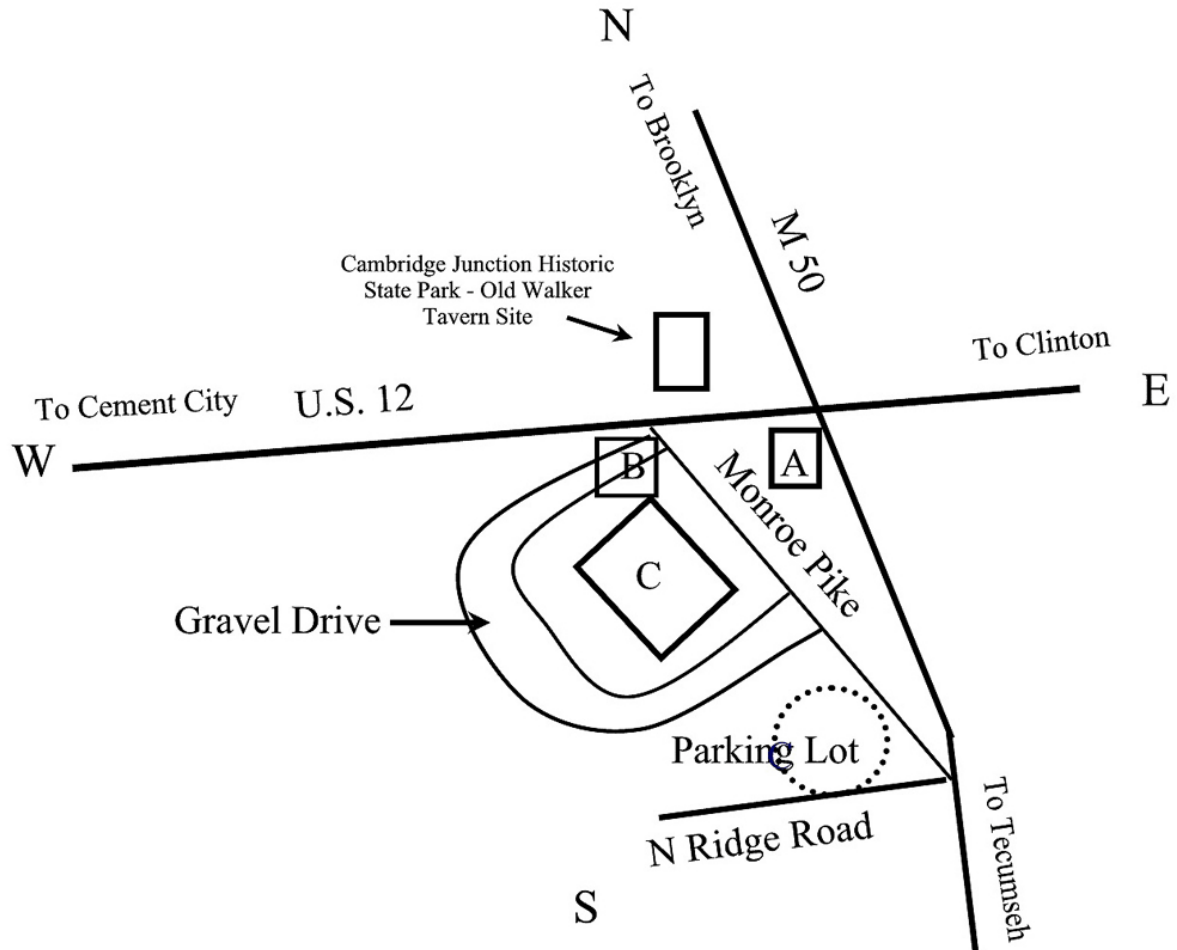 N
To Brooklyn
M 50
Cambridge Junction Historic
State Park - Old Walker
Tavern Site
To Clinton
E
To Cement City
U.S. 12
W
B
A
Monroe Pike
C
Gravel Drive
Parking Lot
N Ridge Road
To Tecumseh
S